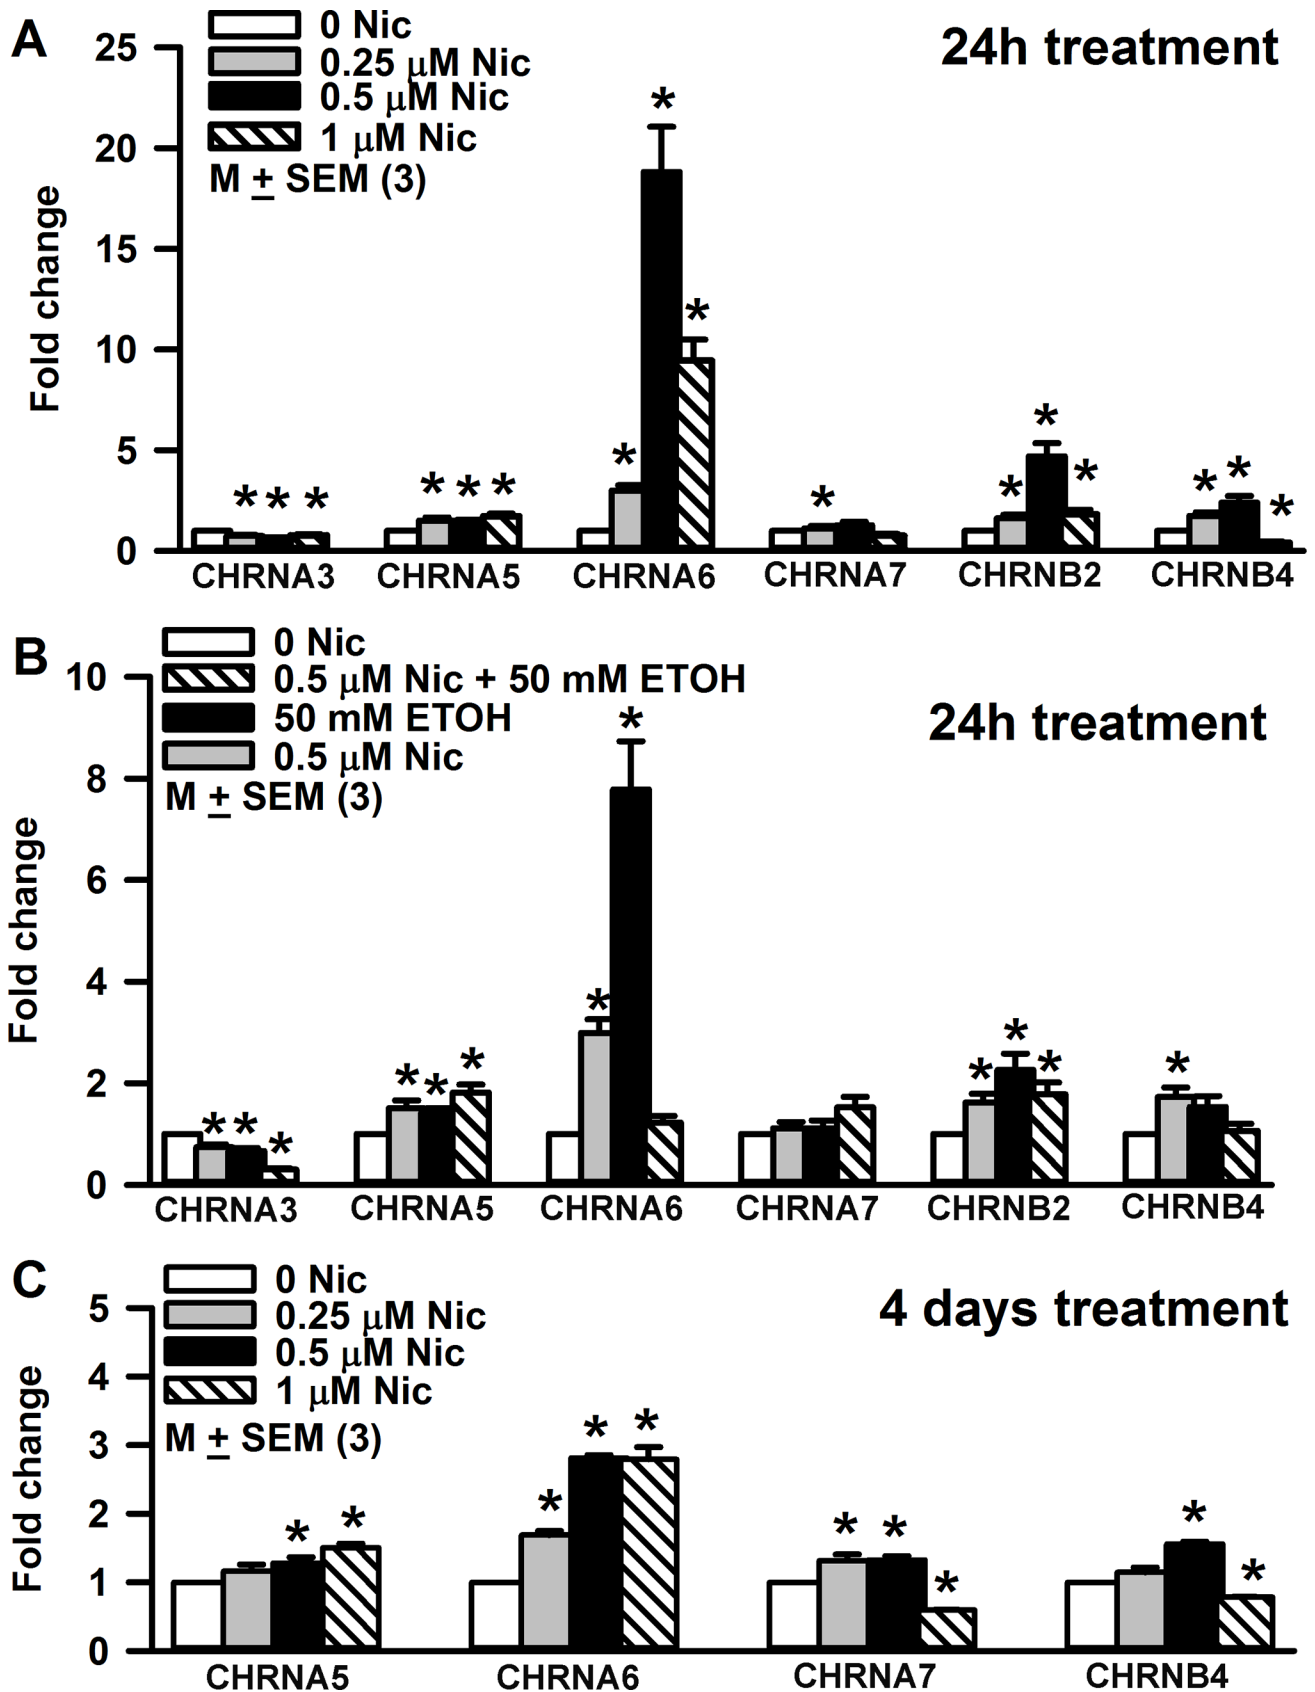 A
24h treatment
0 Nic
0.25 μM Nic
0.5 μM Nic
1 μM Nic
M ± SEM (3)
Fold change
25
20
15
10
5
0
* * * * * * * * * * * * * * * *
CHRNA3 CHRNA5 CHRNA6 CHRNA7 CHRNB2 CHRNB4
B
24h treatment
0 Nic
0.5 μM Nic + 50 mM ETOH
50 mM ETOH
0.5 μM Nic
M ± SEM (3)
Fold change
10
8
6
4
2
0
* * * * * * * * * * * *
CHRNA3 CHRNA5 CHRNA6 CHRNA7 CHRNB2 CHRNB4
C
4 days treatment
0 Nic
0.25 μM Nic
0.5 μM Nic
1 μM Nic
M ± SEM (3)
Fold change
5
4
3
2
1
0
* * * * * * * * * *
CHRNA5 CHRNA6 CHRNA7 CHRNB4